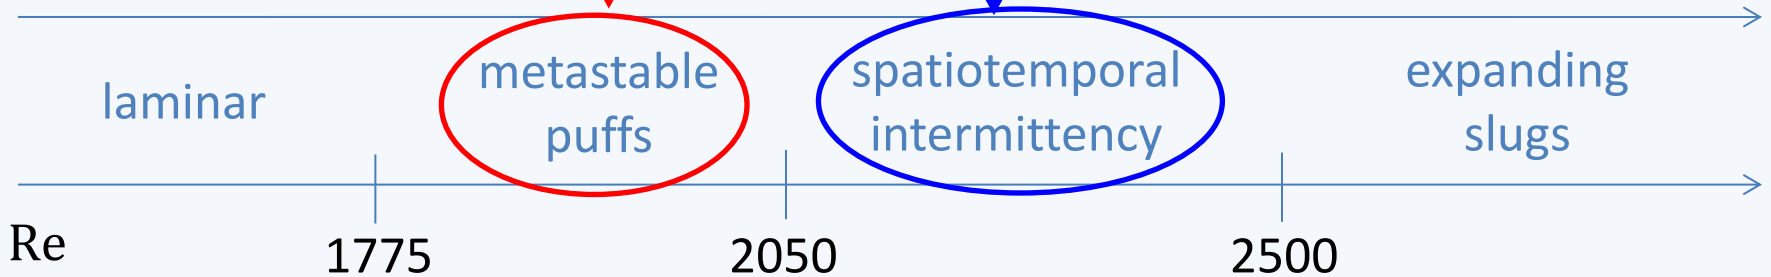 laminar
metastable
puffs
spatiotemporal
intermittency
expanding
slugs
Re
1775
2050
2500